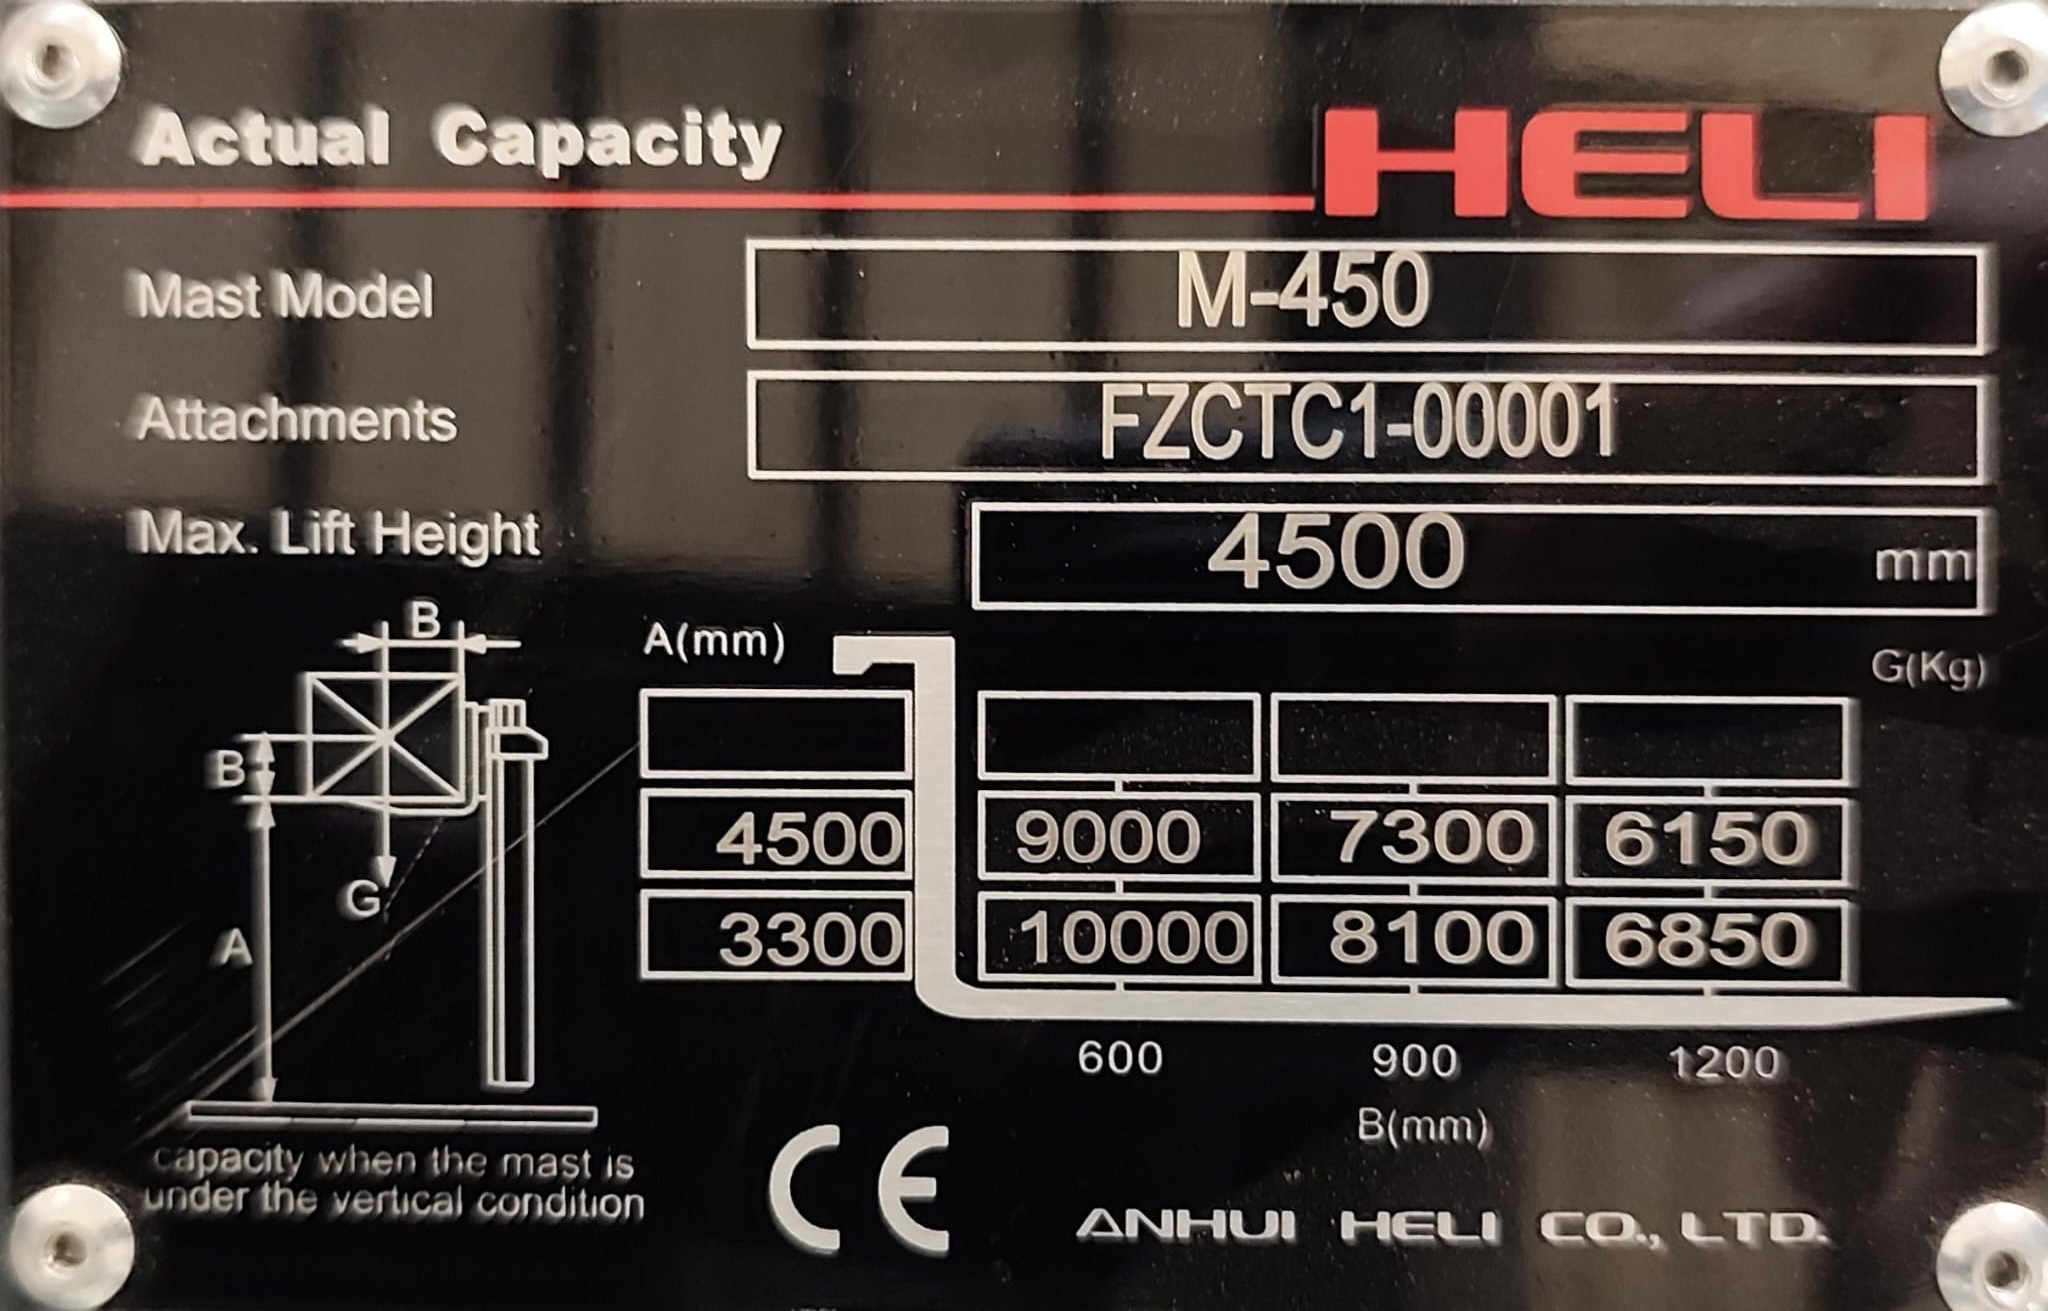 Actual Capacity
HELI
Mast Model M-450
Attachments FZCTC1-00001
Max. Lift Height 4500 mm
B
A(mm) G(Kg)
B
4500 9000 7300 6150
G
A
3300 10000 8100 6850
600 900 1200
B(mm)
capacity when the mast is
under the vertical condition
CE
ANHUI HELI CO., LTD.